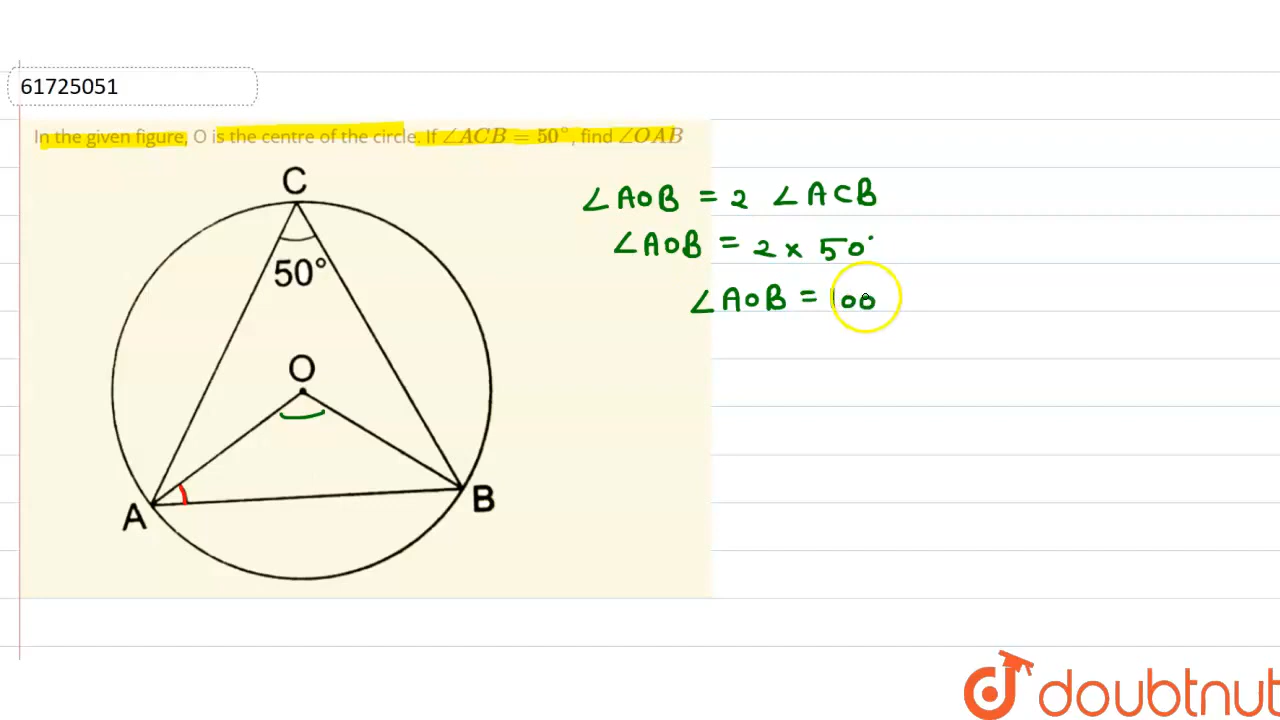 61725051
In the given figure, O is the centre of the circle. If ∠ACB = 50°, find ∠OAB
C
50°
O
A
B
∠AOB = 2 ∠ACB
∠AOB = 2 × 50°
∠AOB = 100
doubtnut